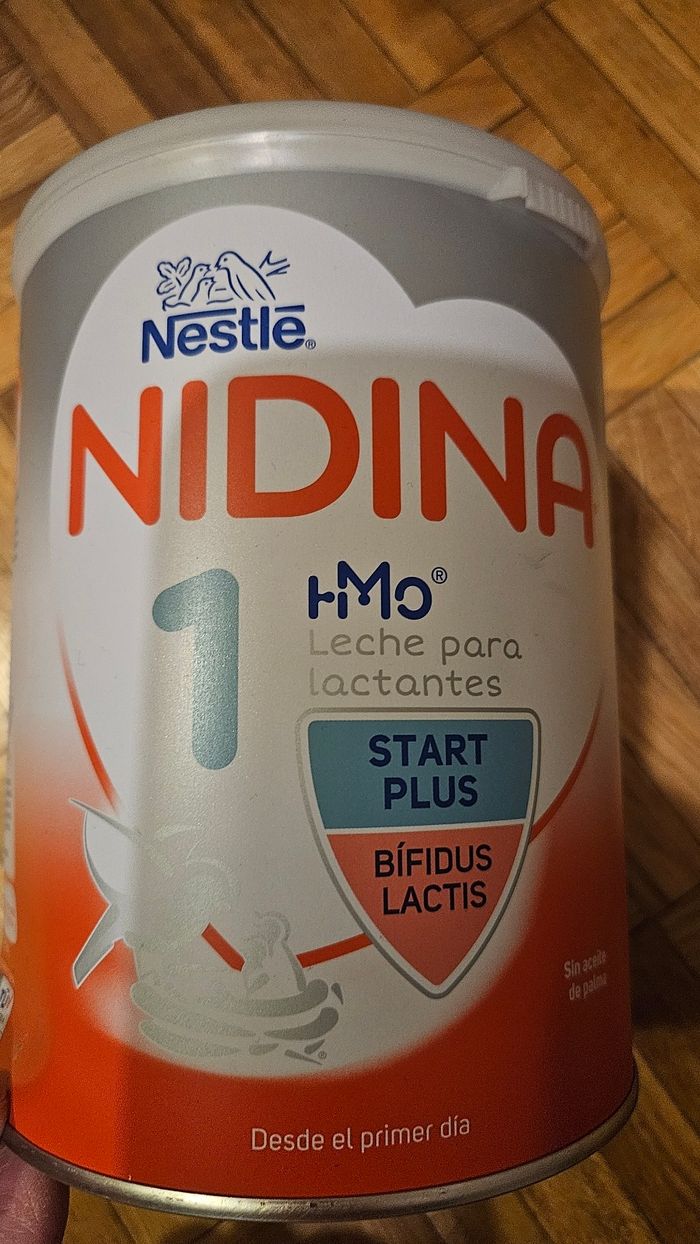 Nestlé®
NIDINA
1
HMO®
Leche para
lactantes
START
PLUS
BÍFIDUS
LACTIS
Sin aceite
de palma
Desde el primer día